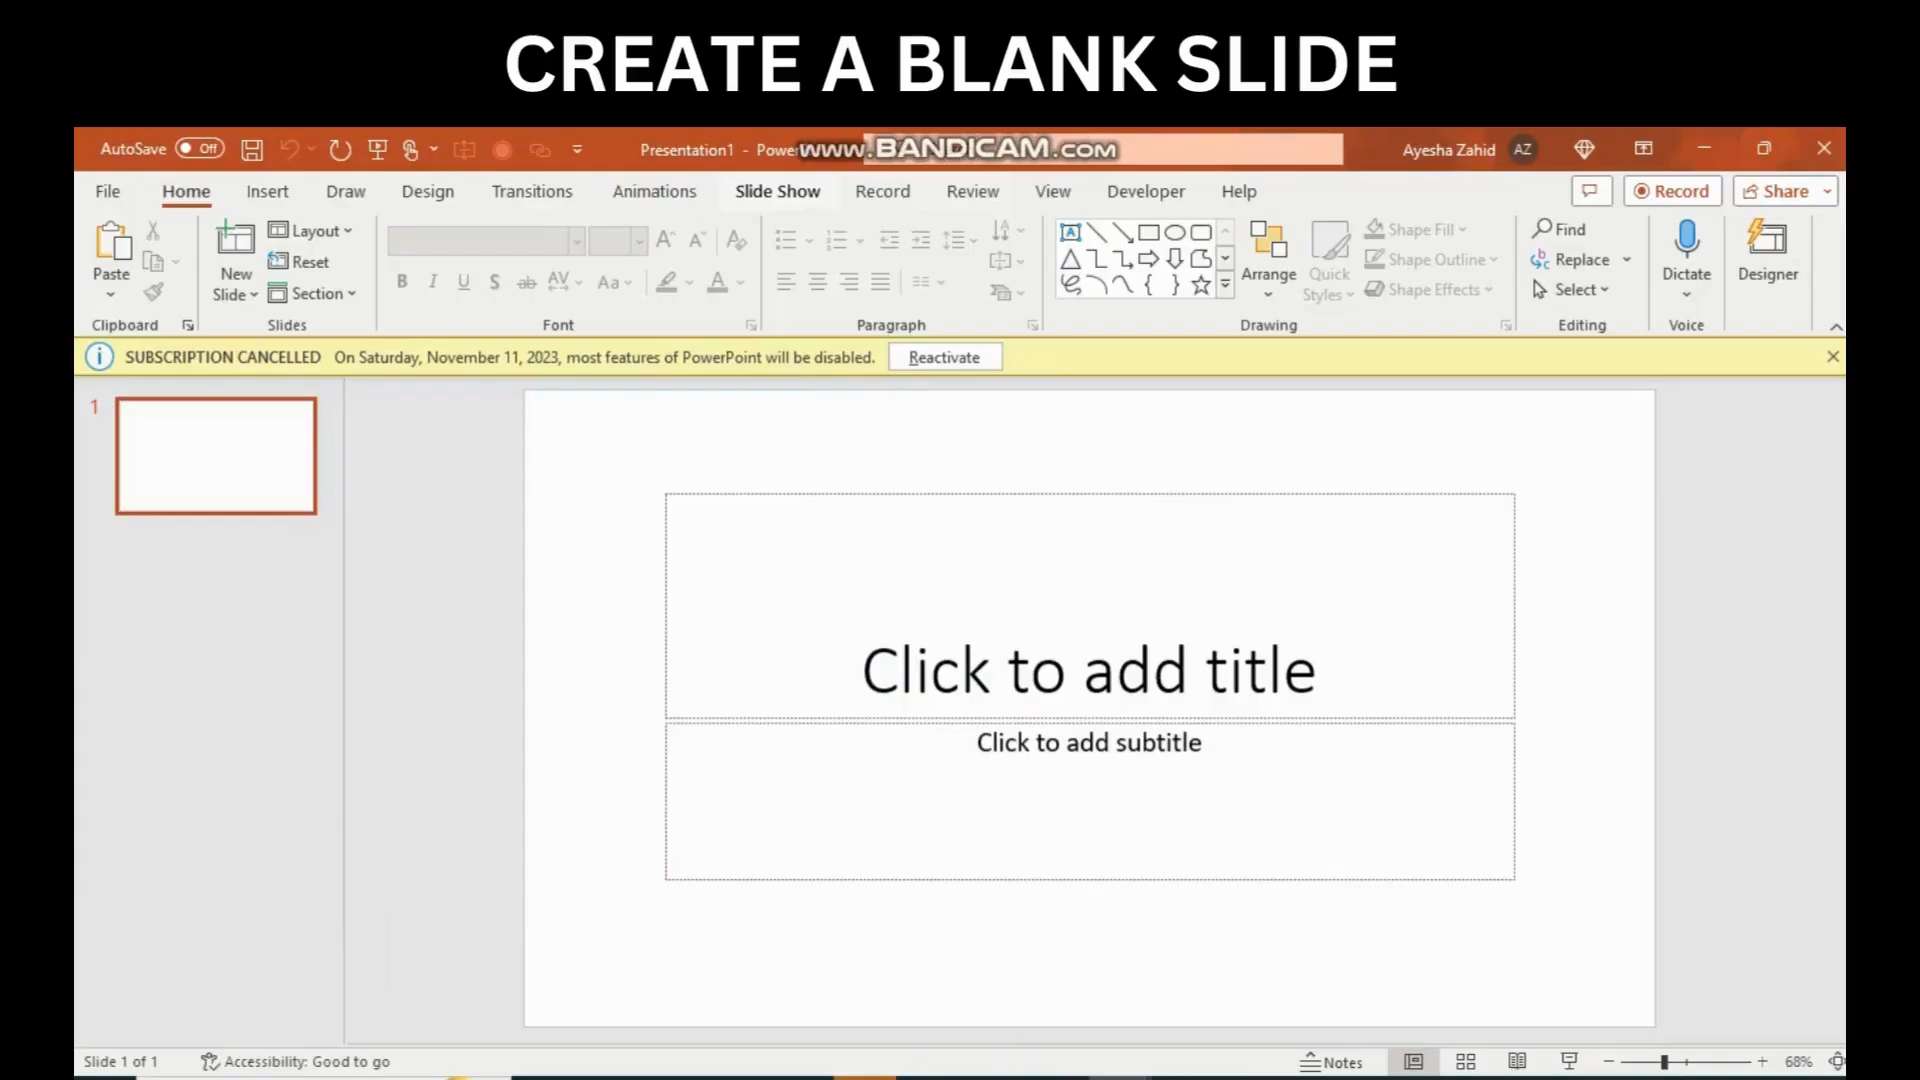 CREATE A BLANK SLIDE
AutoSave Off Presentation1 - Powe www.BANDICAM.com Ayesha Zahid AZ
File Home Insert Draw Design Transitions Animations Slide Show Record Review View Developer Help Record Share
Paste New Slide Layout Reset Section
B I U S ab AV Aa A
Arrange Quick Styles Shape Fill Shape Outline Shape Effects Find Replace Select Dictate Designer
Clipboard Slides Font Paragraph Drawing Editing Voice
SUBSCRIPTION CANCELLED On Saturday, November 11, 2023, most features of PowerPoint will be disabled. Reactivate
1
Click to add title
Click to add subtitle
Slide 1 of 1 Accessibility: Good to go Notes 68%